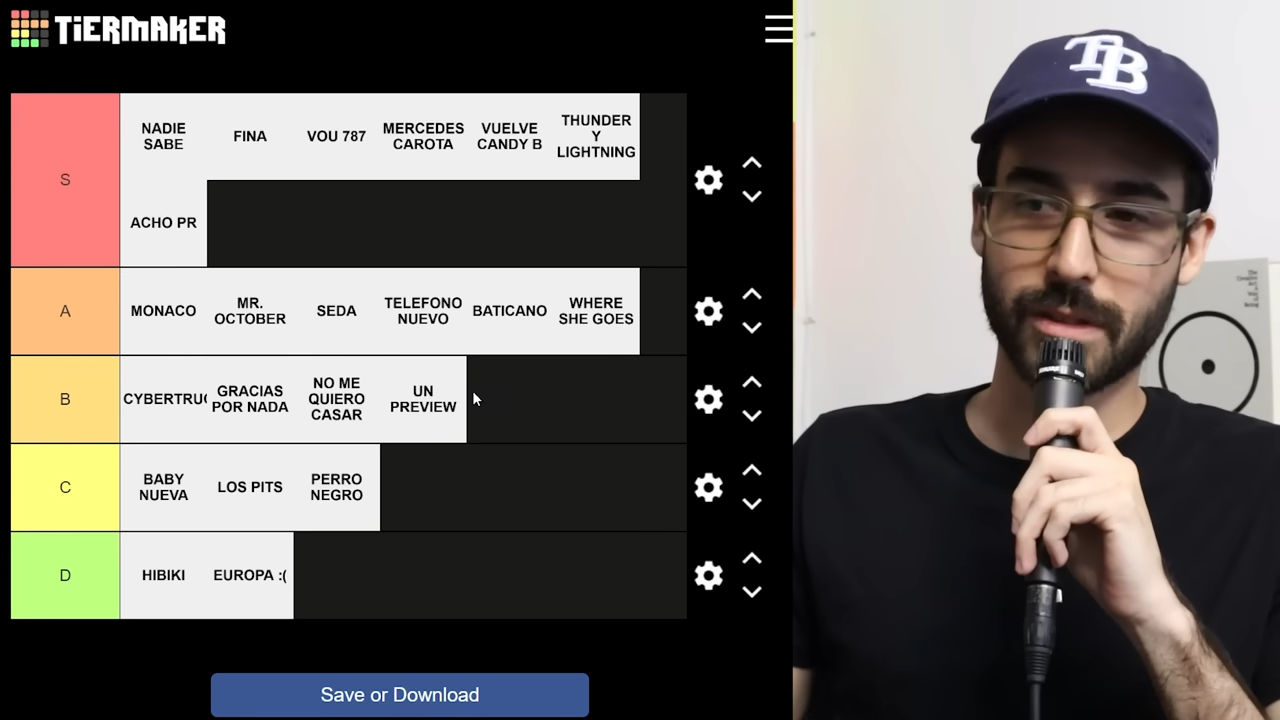 TiERMAKER
TB
S
NADIE
SABE
FINA
VOU 787
MERCEDES
CAROTA
VUELVE
CANDY B
THUNDER
Y
LIGHTNING
ACHO PR
A
MONACO
MR.
OCTOBER
SEDA
TELEFONO
NUEVO
BATICANO
WHERE
SHE GOES
B
CYBERTRUC
GRACIAS
POR NADA
NO ME
QUIERO
CASAR
UN
PREVIEW
C
BABY
NUEVA
LOS PITS
PERRO
NEGRO
D
HIBIKI
EUROPA :(
Save or Download